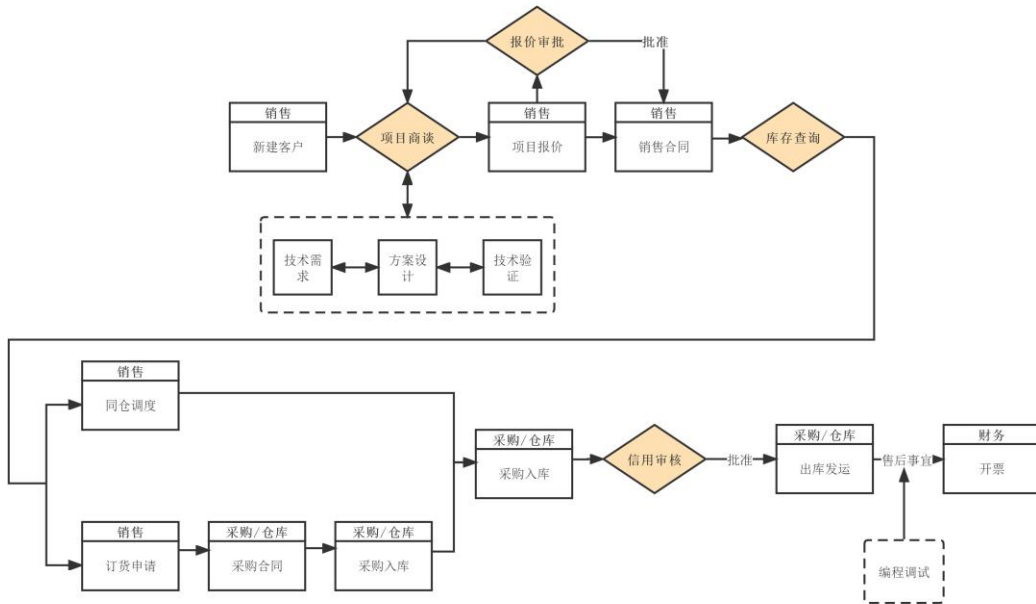 报价审批
批准
销售
新建客户
项目商谈
销售
项目报价
销售
销售合同
库存查询
技术需
求
方案设
计
技术验
证
销售
同仓调度
采购/仓库
采购入库
信用审核
批准
采购/仓库
出库发运
售后事宜
财务
开票
销售
订货申请
采购/仓库
采购合同
采购/仓库
采购入库
编程调试